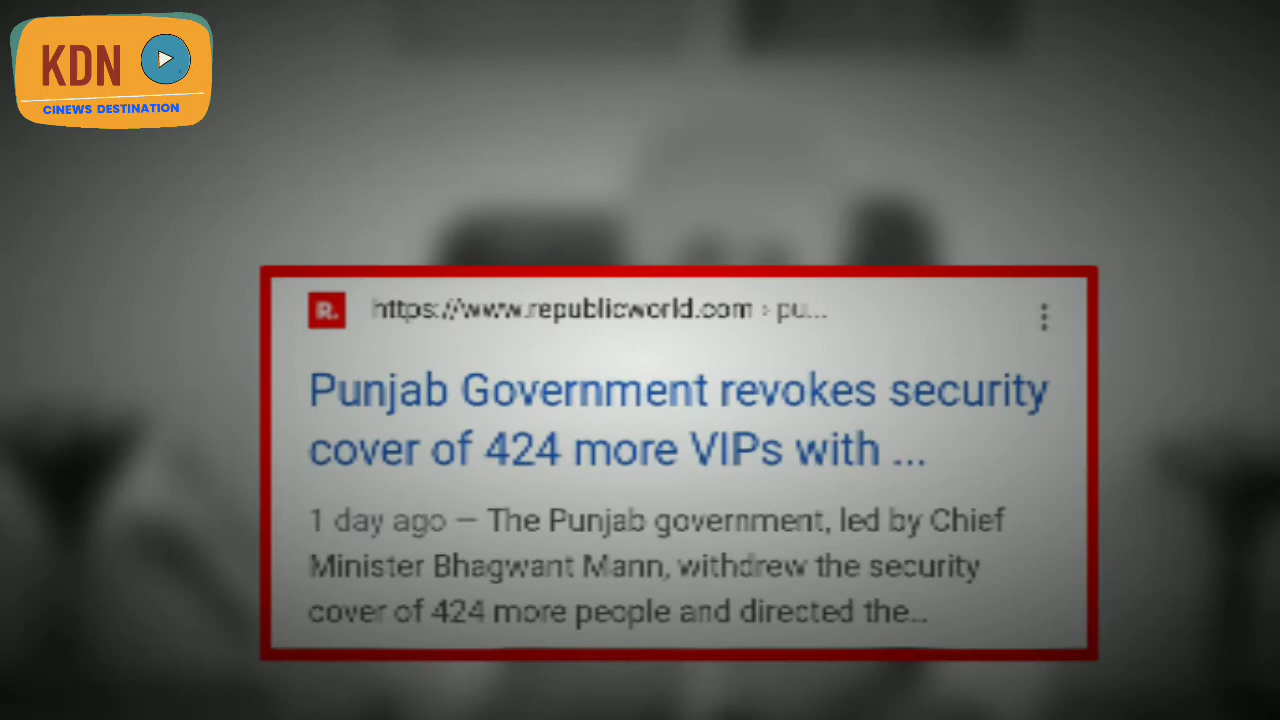 KDN
CINEWS DESTINATION
R.
https://www.republicworld.com › pu...
Punjab Government revokes security
cover of 424 more VIPs with ...
1 day ago — The Punjab government, led by Chief
Minister Bhagwant Mann, withdrew the security
cover of 424 more people and directed the...